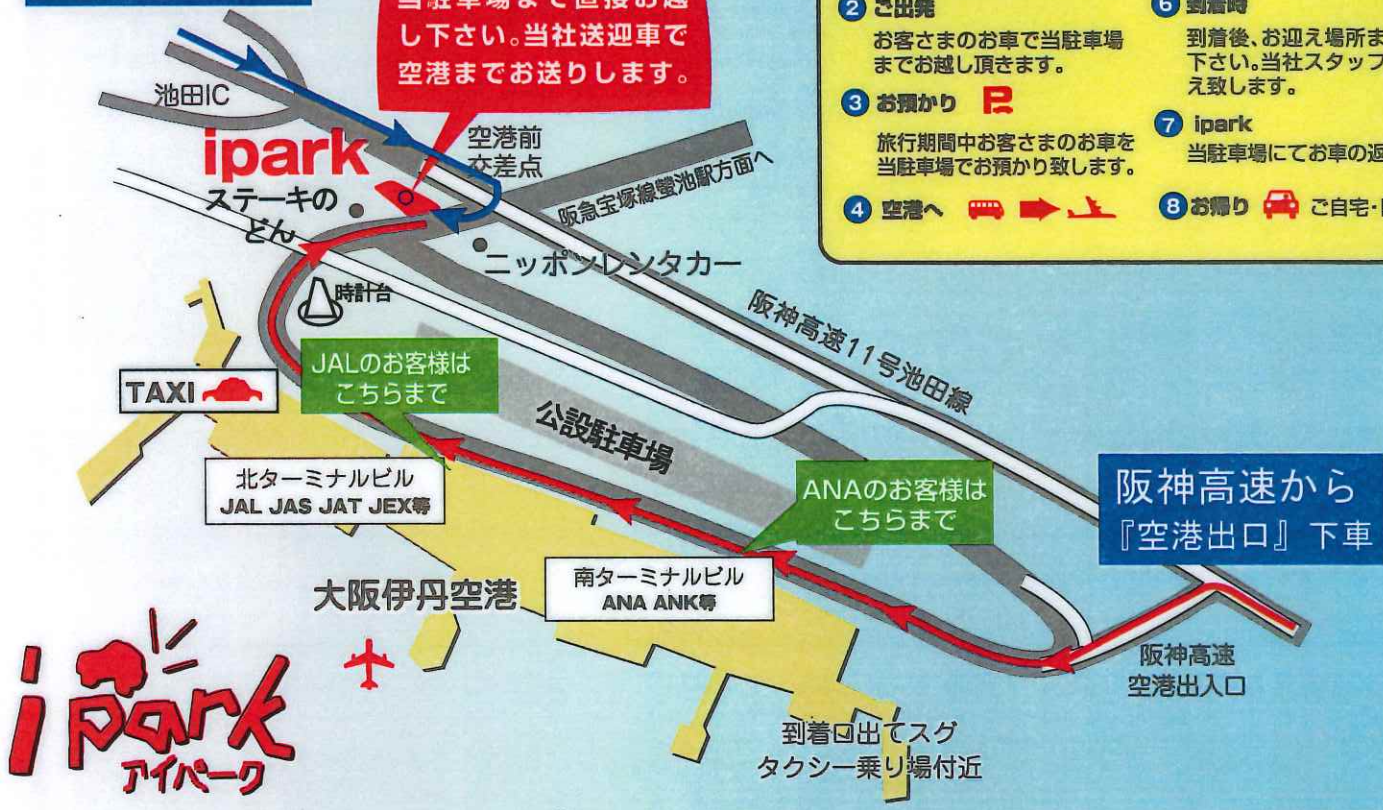 当駐車場まで直接お越
し下さい。当社送迎車で
空港までお送りします。
② ご出発
お客さまのお車で当駐車場
までお越し頂きます。
③ お預かり
旅行期間中お客さまのお車を
当駐車場でお預かり致します。
④ 空港へ
⑥ 到着時
到着後、お迎え場所ま
下さい。当社スタッフ
え致します。
⑦ ipark
当駐車場にてお車の返
⑧ お帰り ご自宅・
池田IC
ipark
空港前
交差点
ステーキの
どん
阪急宝塚線蛍池駅方面へ
ニッポンレンタカー
時計台
阪神高速11号池田線
JALのお客様は
こちらまで
TAXI
公設駐車場
北ターミナルビル
JAL JAS JAT JEX等
ANAのお客様は
こちらまで
阪神高速から
『空港出口』下車
南ターミナルビル
ANA ANK等
大阪伊丹空港
阪神高速
空港出入口
到着口出てスグ
タクシー乗り場付近
ipark
アイパーク